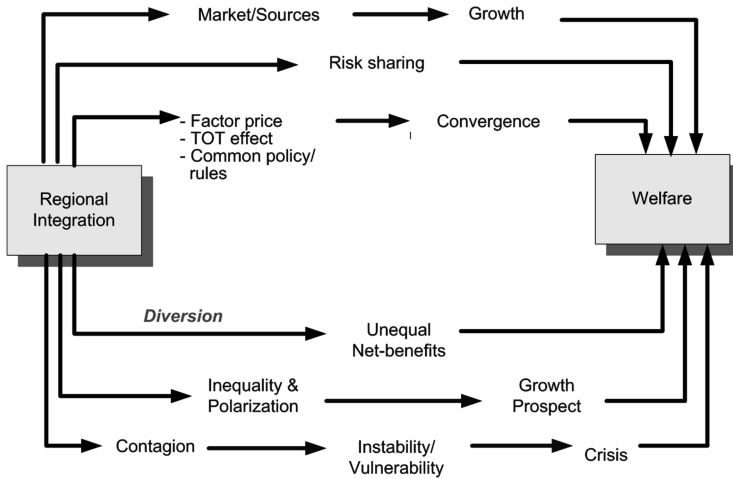 Market/Sources
Growth
Risk sharing
- Factor price
- TOT effect
- Common policy/
rules
Convergence
Regional
Integration
Welfare
Diversion
Unequal
Net-benefits
Inequality &
Polarization
Growth
Prospect
Contagion
Instability/
Vulnerability
Crisis